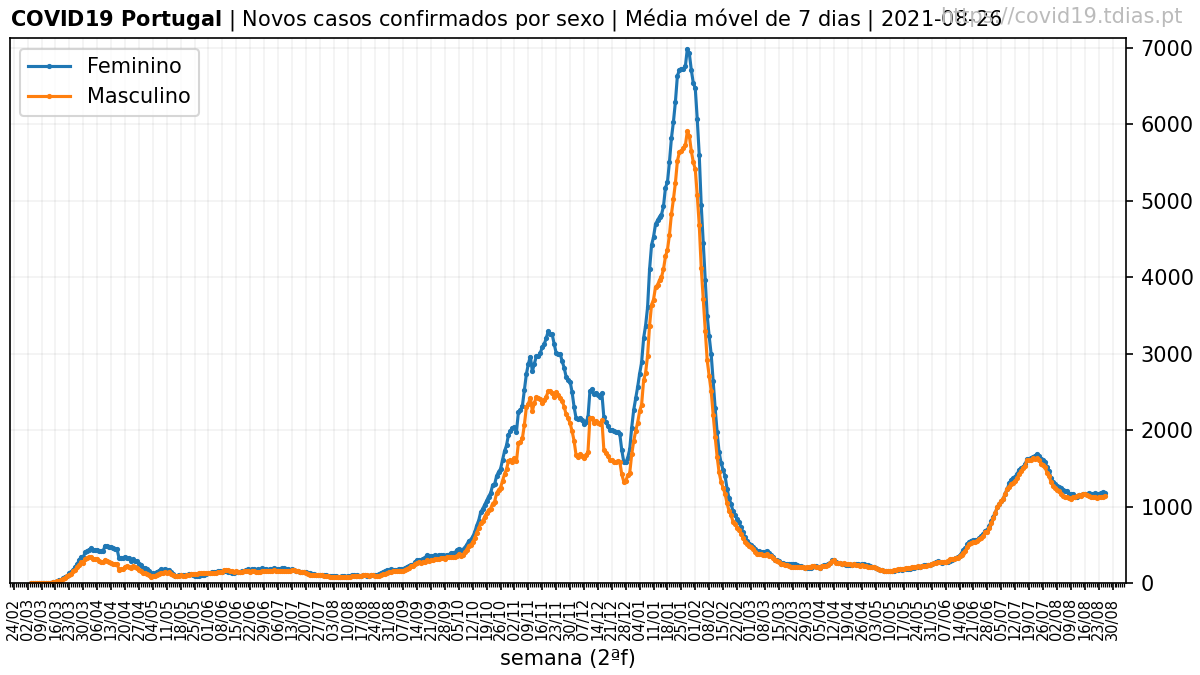 COVID19 Portugal | Novos casos confirmados por sexo | Média móvel de 7 dias | 2021-08-26
https://covid19.tdias.pt
Feminino
Masculino
7000
6000
5000
4000
3000
2000
1000
0
24/02 02/03 09/03 16/03 23/03 30/03 06/04 13/04 20/04 27/04 04/05 11/05 18/05 25/05 01/06 08/06 15/06 22/06 29/06 06/07 13/07 20/07 27/07 03/08 10/08 17/08 24/08 31/08 07/09 14/09 21/09 28/09 05/10 12/10 19/10 26/10 02/11 09/11 16/11 23/11 30/11 07/12 14/12 21/12 28/12 04/01 11/01 18/01 25/01 01/02 08/02 15/02 22/02 01/03 08/03 15/03 22/03 29/03 05/04 12/04 19/04 26/04 03/05 10/05 17/05 24/05 31/05 07/06 14/06 21/06 28/06 05/07 12/07 19/07 26/07 02/08 09/08 16/08 23/08 30/08
semana (2ªf)